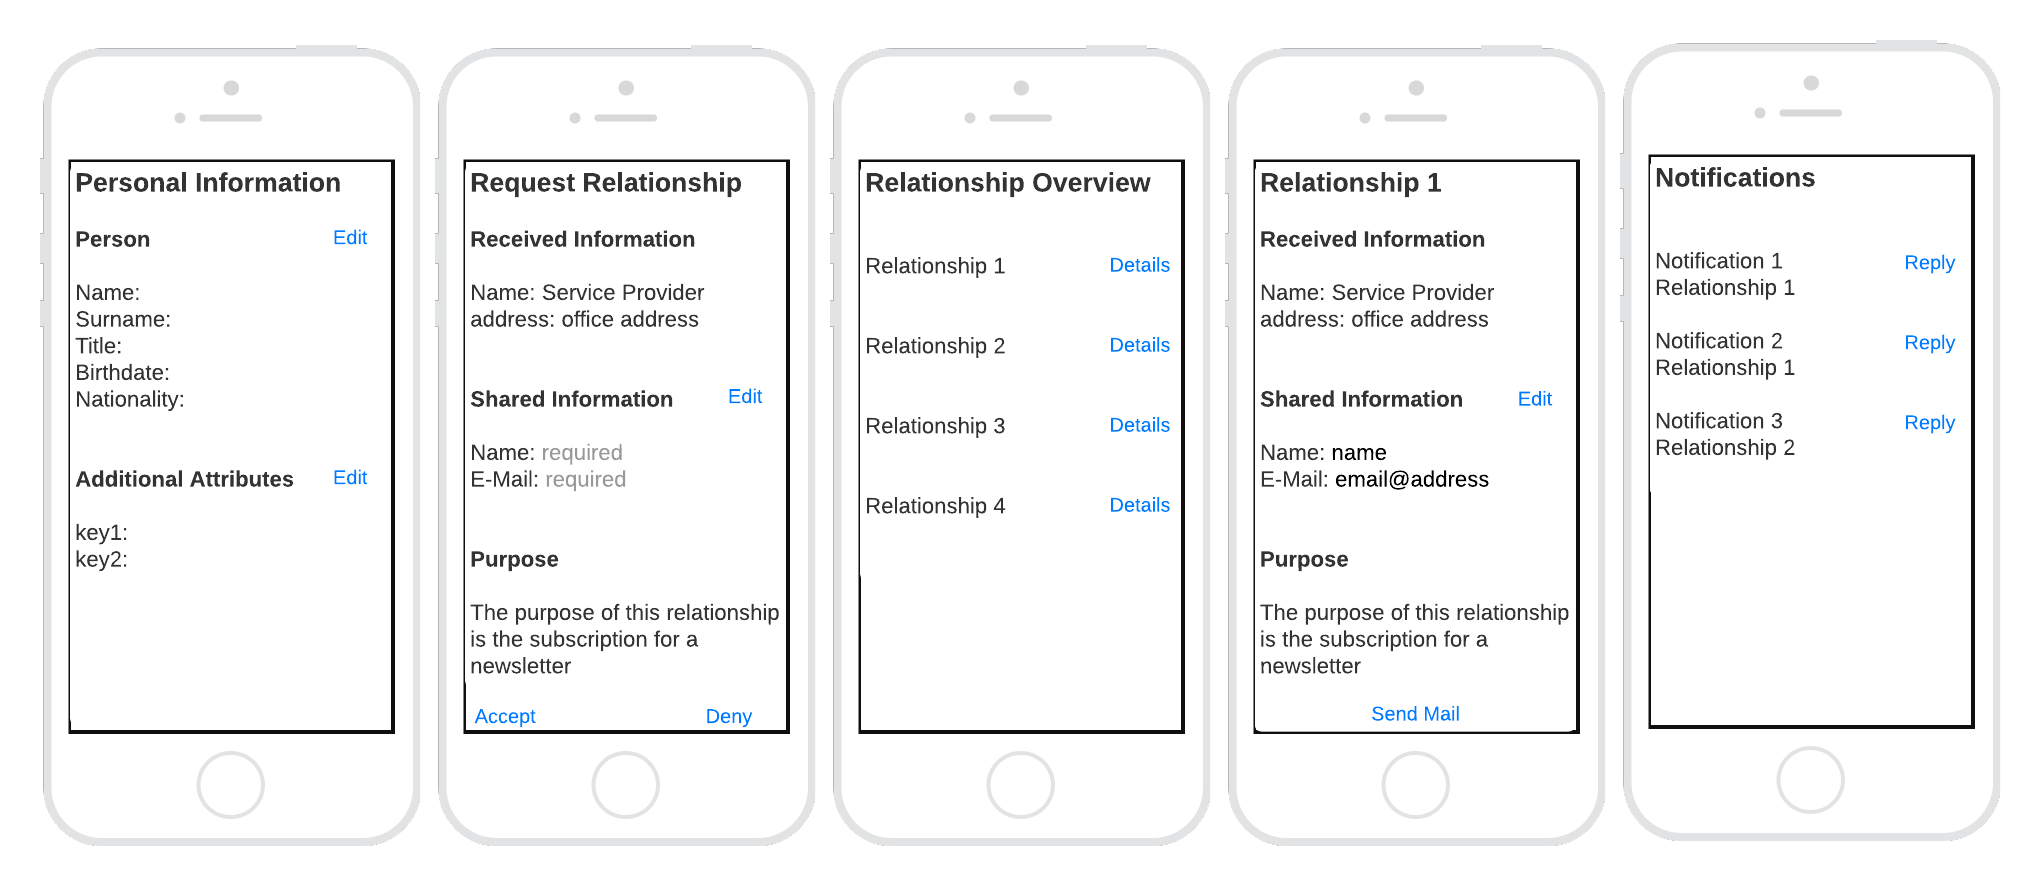 Personal Information
Person
Edit
Name:
Surname:
Title:
Birthdate:
Nationality:
Additional Attributes
Edit
key1:
key2:
Request Relationship
Received Information
Name: Service Provider
address: office address
Shared Information
Edit
Name: required
E-Mail: required
Purpose
The purpose of this relationship
is the subscription for a
newsletter
Accept
Deny
Relationship Overview
Relationship 1
Details
Relationship 2
Details
Relationship 3
Details
Relationship 4
Details
Relationship 1
Received Information
Name: Service Provider
address: office address
Shared Information
Edit
Name: name
E-Mail: email@address
Purpose
The purpose of this relationship
is the subscription for a
newsletter
Send Mail
Notifications
Notification 1
Reply
Relationship 1
Notification 2
Reply
Relationship 1
Notification 3
Reply
Relationship 2